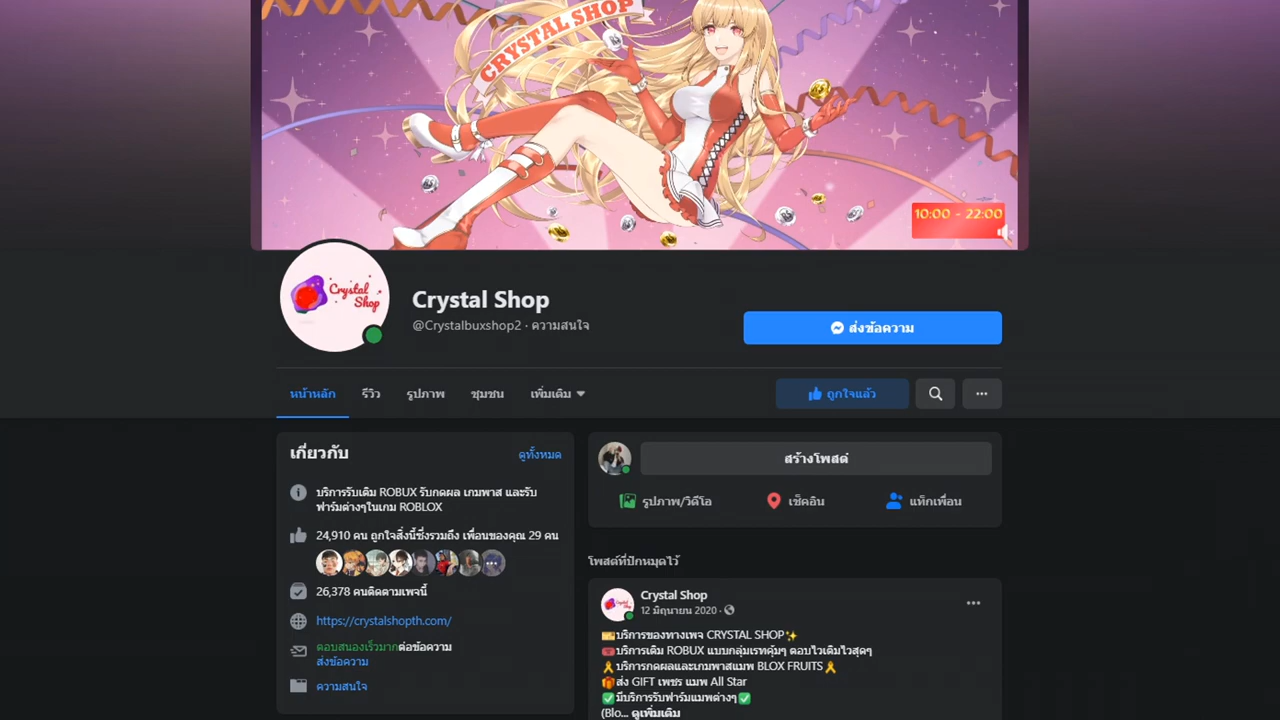 CRYSTAL SHOP
10:00 - 22:00
Crystal
Shop
Crystal Shop
@Crystalbuxshop2 · ความสนใจ
ส่งข้อความ
หน้าหลัก
รีวิว
รูปภาพ
ชุมชน
เพิ่มเติม
ถูกใจแล้ว
เกี่ยวกับ
ดูทั้งหมด
บริการรับเติม ROBUX รับกดผล เกมพาส และรับ
ฟาร์มต่างๆในเกม ROBLOX
24,910 คน ถูกใจสิ่งนี้ซึ่งรวมถึง เพื่อนของคุณ 29 คน
26,378 คนติดตามเพจนี้
https://crystalshopth.com/
ตอบสนองเร็วมากต่อข้อความ
ส่งข้อความ
ความสนใจ
สร้างโพสต์
รูปภาพ/วิดีโอ
เช็คอิน
แท็กเพื่อน
โพสต์ที่ปักหมุดไว้
Crystal Shop
12 มิถุนายน 2020 ·
🎫บริการของทางเพจ CRYSTAL SHOP✨
🎟️บริการเติม ROBUX แบบกลุ่มเรทคุ้มๆ ตอบไวเติมไวสุดๆ
🎗️บริการกดผลและเกมพาสแมพ BLOX FRUITS🎗️
🎁ส่ง GIFT เพชร แมพ All Star
✅มีบริการรับฟาร์มแมพต่างๆ✅
(Blo... ดูเพิ่มเติม